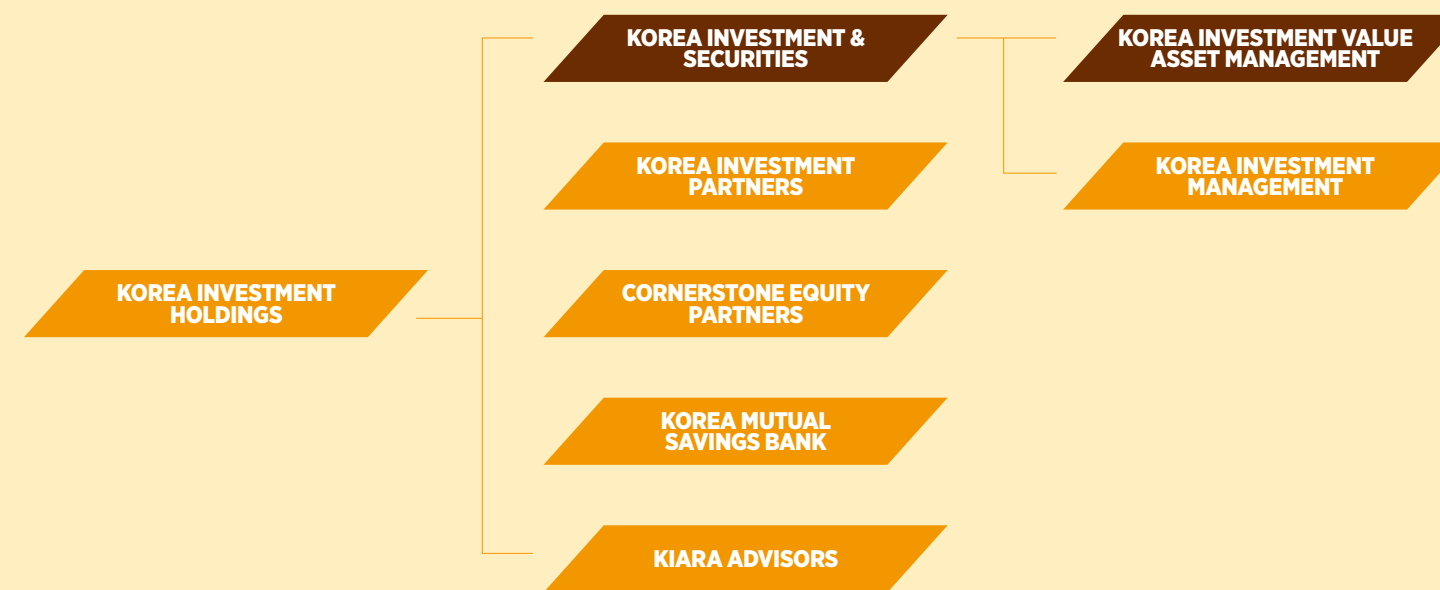 KOREA INVESTMENT &
SECURITIES
KOREA INVESTMENT VALUE
ASSET MANAGEMENT
KOREA INVESTMENT
PARTNERS
KOREA INVESTMENT
MANAGEMENT
KOREA INVESTMENT
HOLDINGS
CORNERSTONE EQUITY
PARTNERS
KOREA MUTUAL
SAVINGS BANK
KIARA ADVISORS